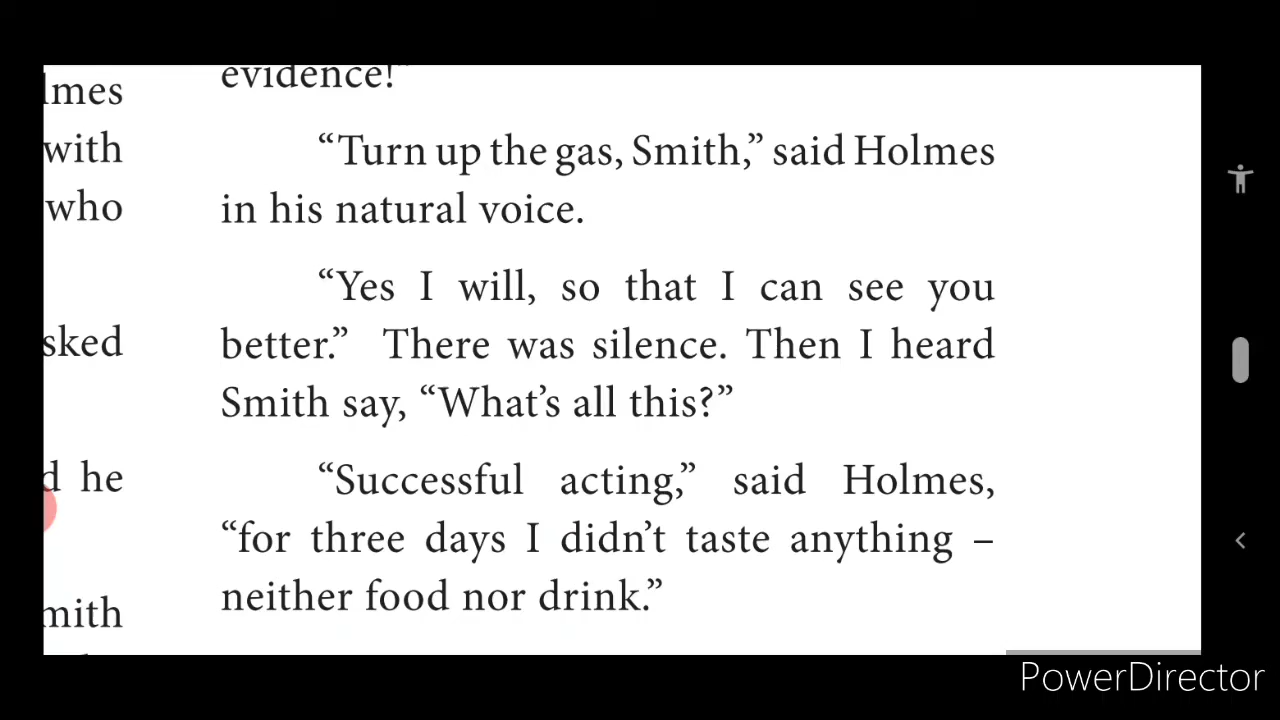 lmes
with
who
sked
d he
mith
evidence!”
“Turn up the gas, Smith,” said Holmes
in his natural voice.
“Yes I will, so that I can see you
better.” There was silence. Then I heard
Smith say, “What’s all this?”
“Successful acting,” said Holmes,
“for three days I didn’t taste anything –
neither food nor drink.”
PowerDirector